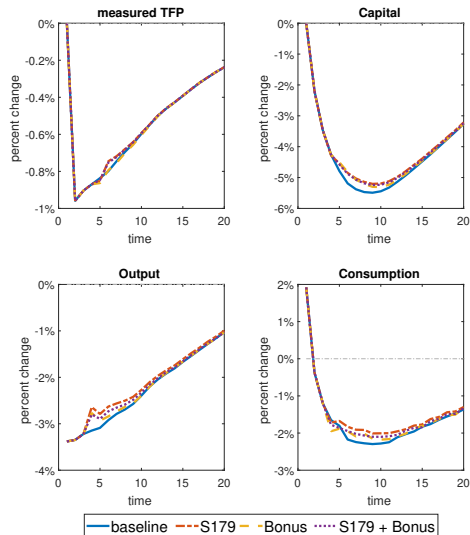 measured TFP
percent change
0%
-0.2%
-0.4%
-0.6%
-0.8%
-1%
0 5 10 15 20
time
Capital
percent change
0%
-1%
-2%
-3%
-4%
-5%
-6%
0 5 10 15 20
time
Output
percent change
0%
-1%
-2%
-3%
-4%
0 5 10 15 20
time
Consumption
percent change
2%
1%
0%
-1%
-2%
-3%
0 5 10 15 20
time
baseline S179 Bonus S179 + Bonus